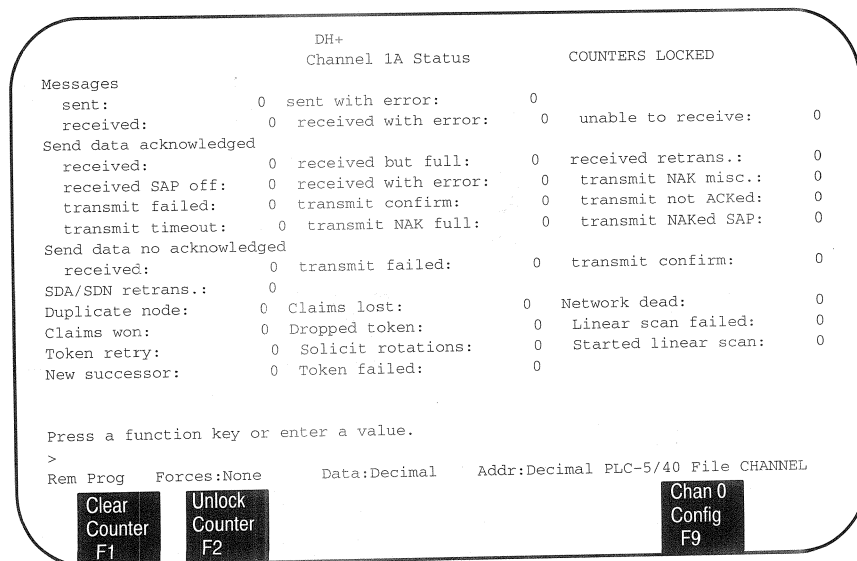 DH+
Channel 1A Status COUNTERS LOCKED
Messages
sent: 0 sent with error: 0
received: 0 received with error: 0 unable to receive: 0
Send data acknowledged
received: 0 received but full: 0 received retrans.: 0
received SAP off: 0 received with error: 0 transmit NAK misc.: 0
transmit failed: 0 transmit confirm: 0 transmit not ACKed: 0
transmit timeout: 0 transmit NAK full: 0 transmit NAKed SAP: 0
Send data no acknowledged
received: 0 transmit failed: 0 transmit confirm: 0
SDA/SDN retrans.: 0
Duplicate node: 0 Claims lost: 0 Network dead: 0
Claims won: 0 Dropped token: 0 Linear scan failed: 0
Token retry: 0 Solicit rotations: 0 Started linear scan: 0
New successor: 0 Token failed: 0
Press a function key or enter a value.
>
Rem Prog Forces:None Data:Decimal Addr:Decimal PLC-5/40 File CHANNEL
Clear Counter F1
Unlock Counter F2
Chan 0 Config F9